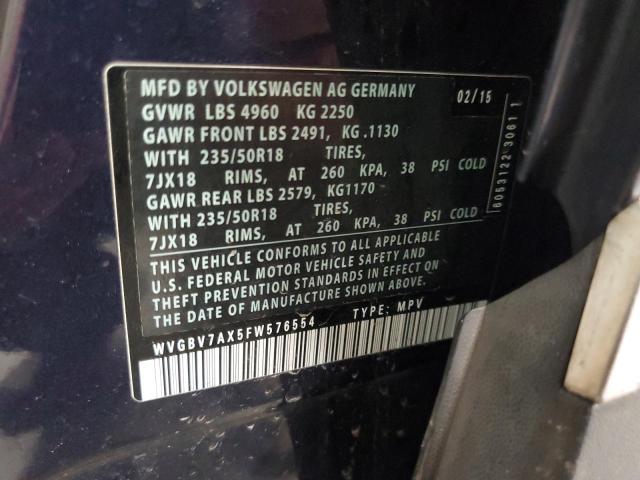 MFD BY VOLKSWAGEN AG GERMANY 02/15
GVWR LBS 4960 KG 2250
GAWR FRONT LBS 2491, KG .1130
WITH 235/50R18 TIRES,
7JX18 RIMS, AT 260 KPA, 38 PSI COLD
GAWR REAR LBS 2579, KG1170
WITH 235/50R18 TIRES,
7JX18 RIMS, AT 260 KPA, 38 PSI COLD
THIS VEHICLE CONFORMS TO ALL APPLICABLE
U.S. FEDERAL MOTOR VEHICLE SAFETY AND
THEFT PREVENTION STANDARDS IN EFFECT ON
THE DATE OF MANUFACTURE SHOWN ABOVE.
WVGBV7AX5FW576554 TYPE: MPV
6053122 3061 1